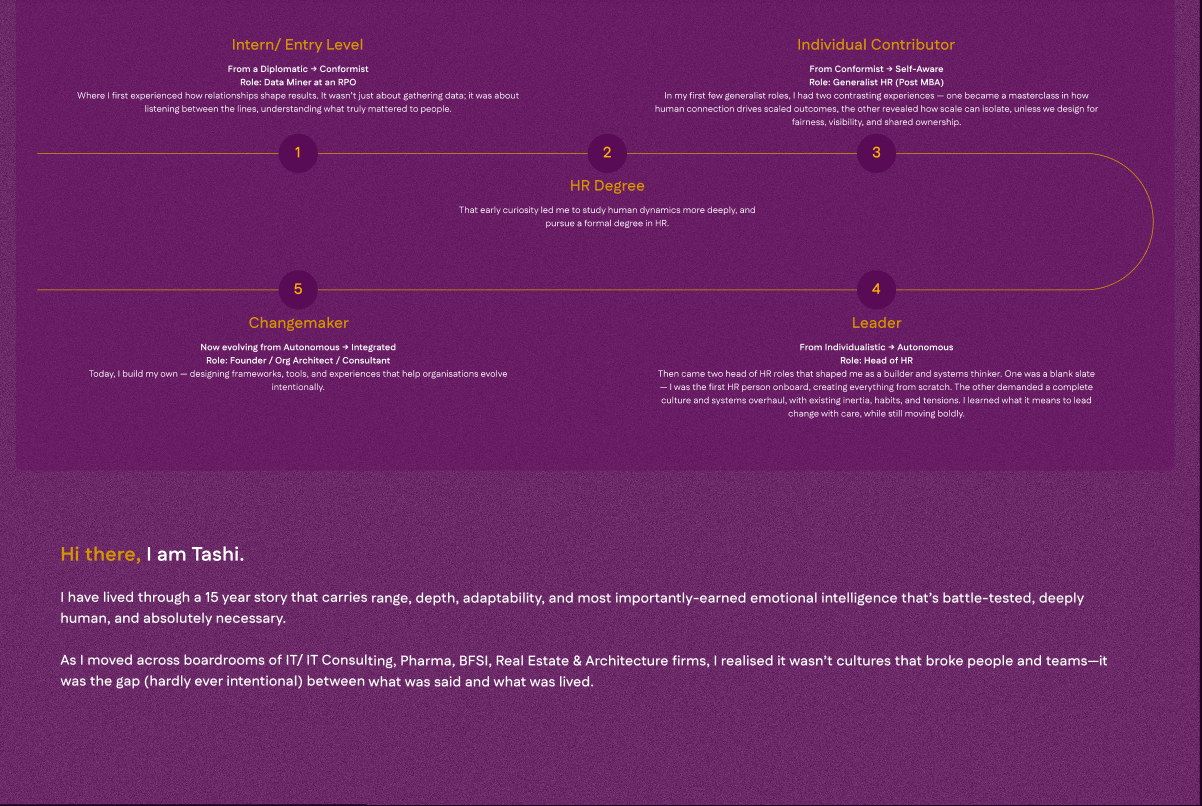 Intern/ Entry Level
From a Diplomatic → Conformist
Role: Data Miner at an RPO
Where I first experienced how relationships shape results. It wasn't just about gathering data; it was about
listening between the lines, understanding what truly mattered to people.
Individual Contributor
From Conformist → Self-Aware
Role: Generalist HR (Post MBA)
In my first few generalist roles, I had two contrasting experiences — one became a masterclass in how
human connection drives scaled outcomes, the other revealed how scale can isolate, unless we design for
fairness, visibility, and shared ownership.
1
2
3
HR Degree
That early curiosity led me to study human dynamics more deeply, and
pursue a formal degree in HR.
5
4
Changemaker
Now evolving from Autonomous → Integrated
Role: Founder / Org Architect / Consultant
Today, I build my own — designing frameworks, tools, and experiences that help organisations evolve
intentionally.
Leader
From Individualistic → Autonomous
Role: Head of HR
Then came two head of HR roles that shaped me as a builder and systems thinker. One was a blank slate
— I was the first HR person onboard, creating everything from scratch. The other demanded a complete
culture and systems overhaul, with existing inertia, habits, and tensions. I learned what it means to lead
change with care, while still moving boldly.
Hi there, I am Tashi.
I have lived through a 15 year story that carries range, depth, adaptability, and most importantly-earned emotional intelligence that's battle-tested, deeply
human, and absolutely necessary.
As I moved across boardrooms of IT/ IT Consulting, Pharma, BFSI, Real Estate & Architecture firms, I realised it wasn't cultures that broke people and teams—it
was the gap (hardly ever intentional) between what was said and what was lived.